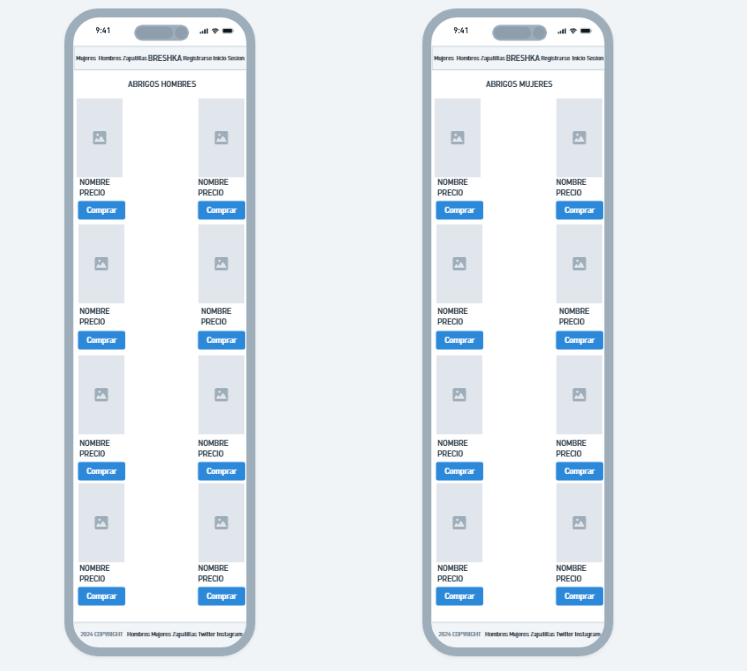 9:41
Mujeres Hombres Zapatillas BRESHKA Registrarse Inicio Sesion
ABRIGOS HOMBRES
NOMBRE NOMBRE
PRECIO PRECIO
Comprar Comprar
NOMBRE NOMBRE
PRECIO PRECIO
Comprar Comprar
NOMBRE NOMBRE
PRECIO PRECIO
Comprar Comprar
NOMBRE NOMBRE
PRECIO PRECIO
Comprar Comprar
2024 COPYRIGHT Hombres Mujeres Zapatillas Twitter Instagram
9:41
Mujeres Hombres Zapatillas BRESHKA Registrarse Inicio Sesion
ABRIGOS MUJERES
NOMBRE NOMBRE
PRECIO PRECIO
Comprar Comprar
NOMBRE NOMBRE
PRECIO PRECIO
Comprar Comprar
NOMBRE NOMBRE
PRECIO PRECIO
Comprar Comprar
NOMBRE NOMBRE
PRECIO PRECIO
Comprar Comprar
2024 COPYRIGHT Hombres Mujeres Zapatillas Twitter Instagram